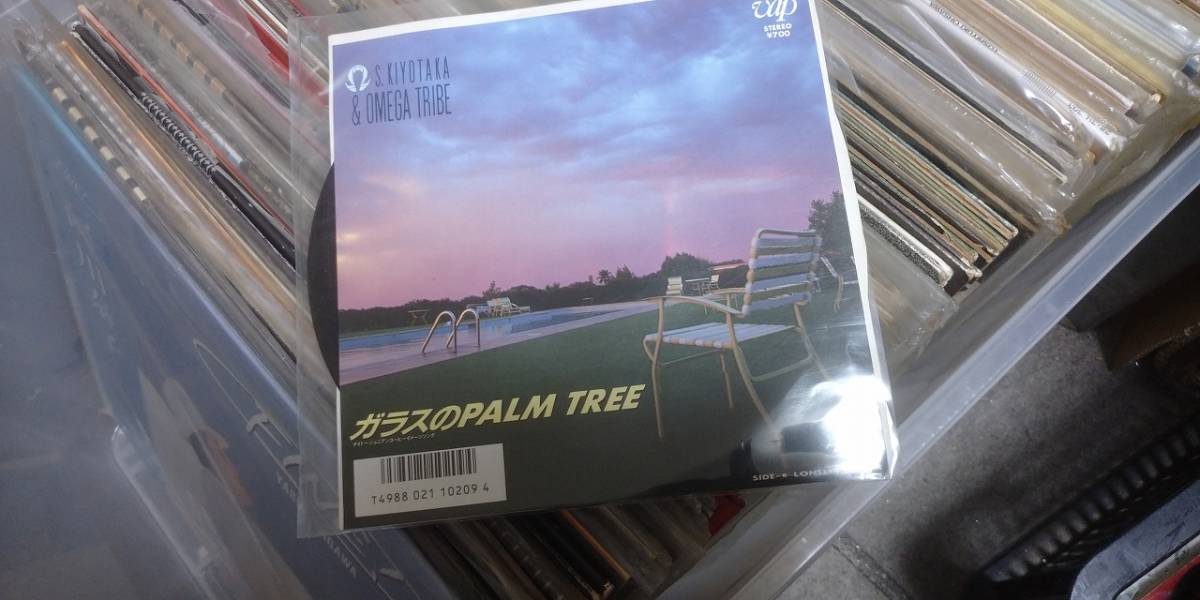 vap
STEREO
¥700
S. KIYOTAKA
& OMEGA TRIBE
ガラスのPALM TREE
T4988 021 10209 4
SIDE-B